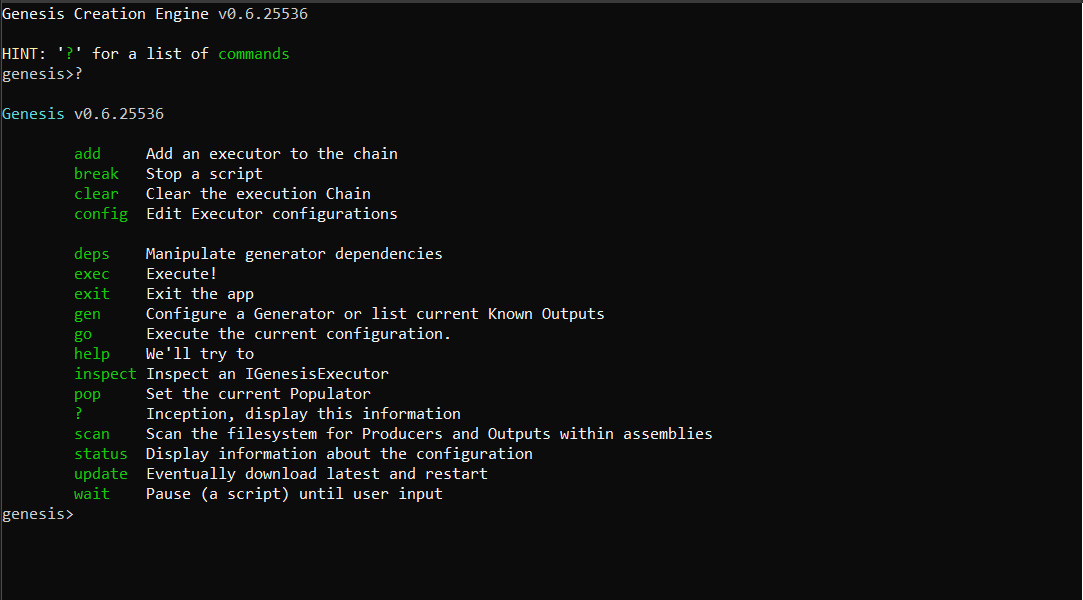 Genesis Creation Engine v0.6.25536
HINT: '?' for a list of commands
genesis>?
Genesis v0.6.25536
add Add an executor to the chain
break Stop a script
clear Clear the execution Chain
config Edit Executor configurations
deps Manipulate generator dependencies
exec Execute!
exit Exit the app
gen Configure a Generator or list current Known Outputs
go Execute the current configuration.
help We'll try to
inspect Inspect an IGenesisExecutor
pop Set the current Populator
? Inception, display this information
scan Scan the filesystem for Producers and Outputs within assemblies
status Display information about the configuration
update Eventually download latest and restart
wait Pause (a script) until user input
genesis>